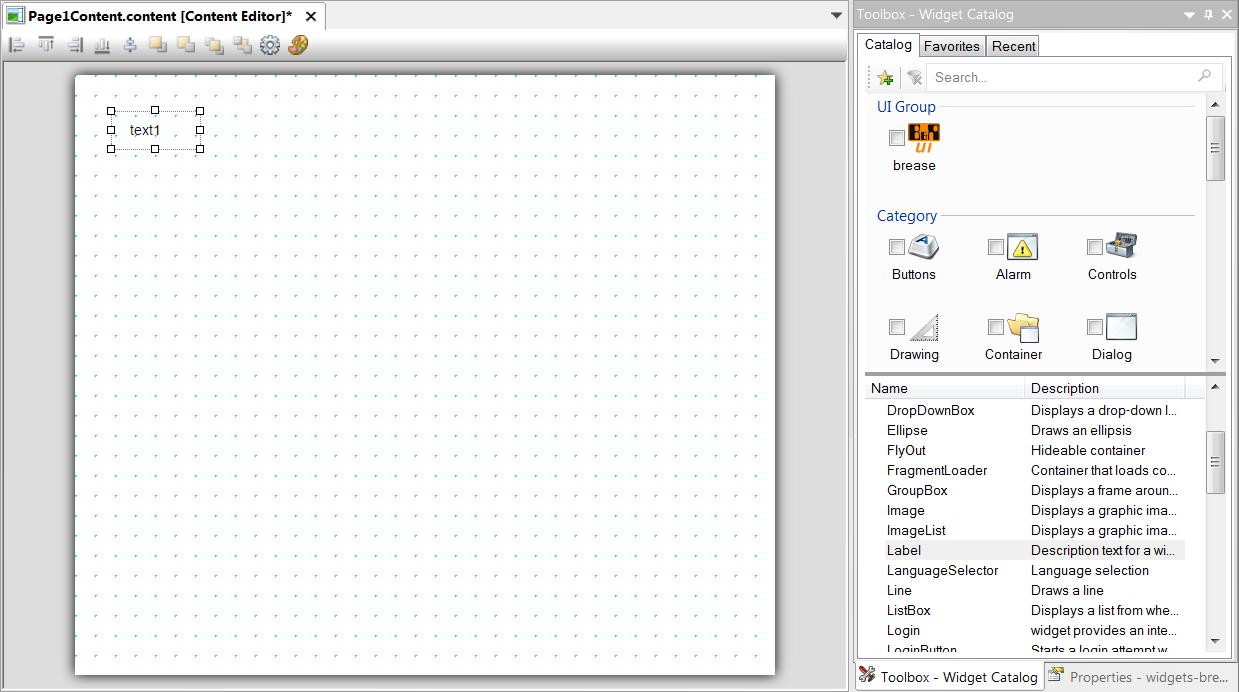 Page1Content.content [Content Editor]*
text1
Toolbox - Widget Catalog
Catalog Favorites Recent
Search...
UI Group
B&R
UI
brease
Category
Buttons Alarm Controls
Drawing Container Dialog
Name Description
DropDownBox Displays a drop-down l...
Ellipse Draws an ellipsis
FlyOut Hideable container
FragmentLoader Container that loads co...
GroupBox Displays a frame aroun...
Image Displays a graphic ima...
ImageList Displays a graphic ima...
Label Description text for a wi...
LanguageSelector Language selection
Line Draws a line
ListBox Displays a list from whe...
Login widget provides an inte...
LoginButton Starts a login attempt w...
Toolbox - Widget Catalog Properties - widgets-bre...